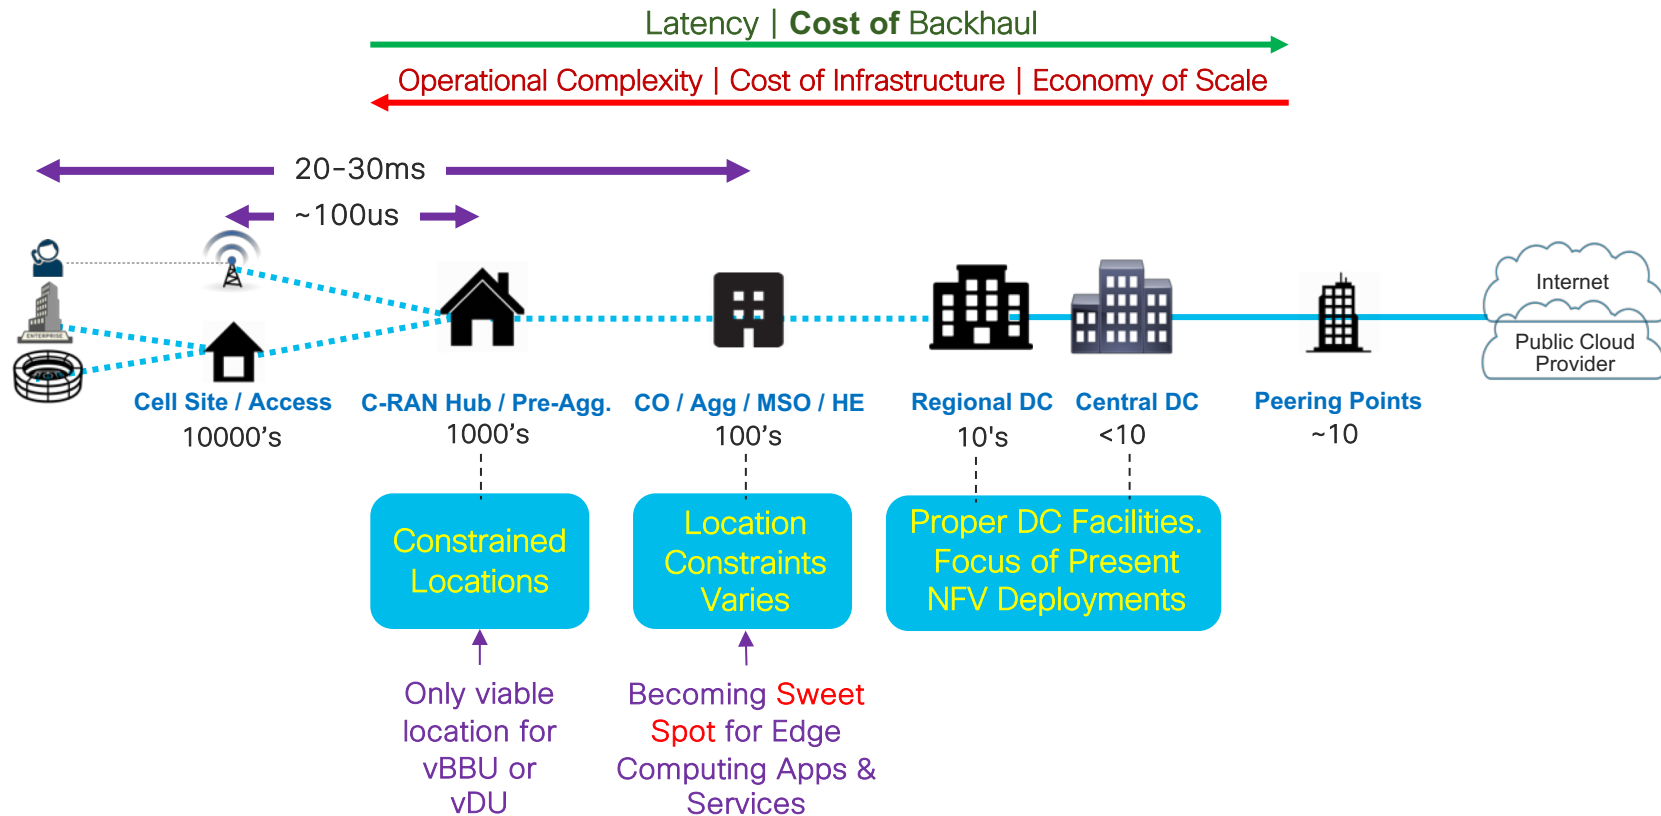 Latency | Cost of Backhaul
Operational Complexity | Cost of Infrastructure | Economy of Scale
20-30ms
~100us
ENTERPRISE
Internet
Public Cloud
Provider
Cell Site / Access
10000's
C-RAN Hub / Pre-Agg.
1000's
CO / Agg / MSO / HE
100's
Regional DC
10's
Central DC
<10
Peering Points
~10
Constrained
Locations
Location
Constraints
Varies
Proper DC Facilities.
Focus of Present
NFV Deployments
Only viable
location for
vBBU or
vDU
Becoming Sweet
Spot for Edge
Computing Apps &
Services